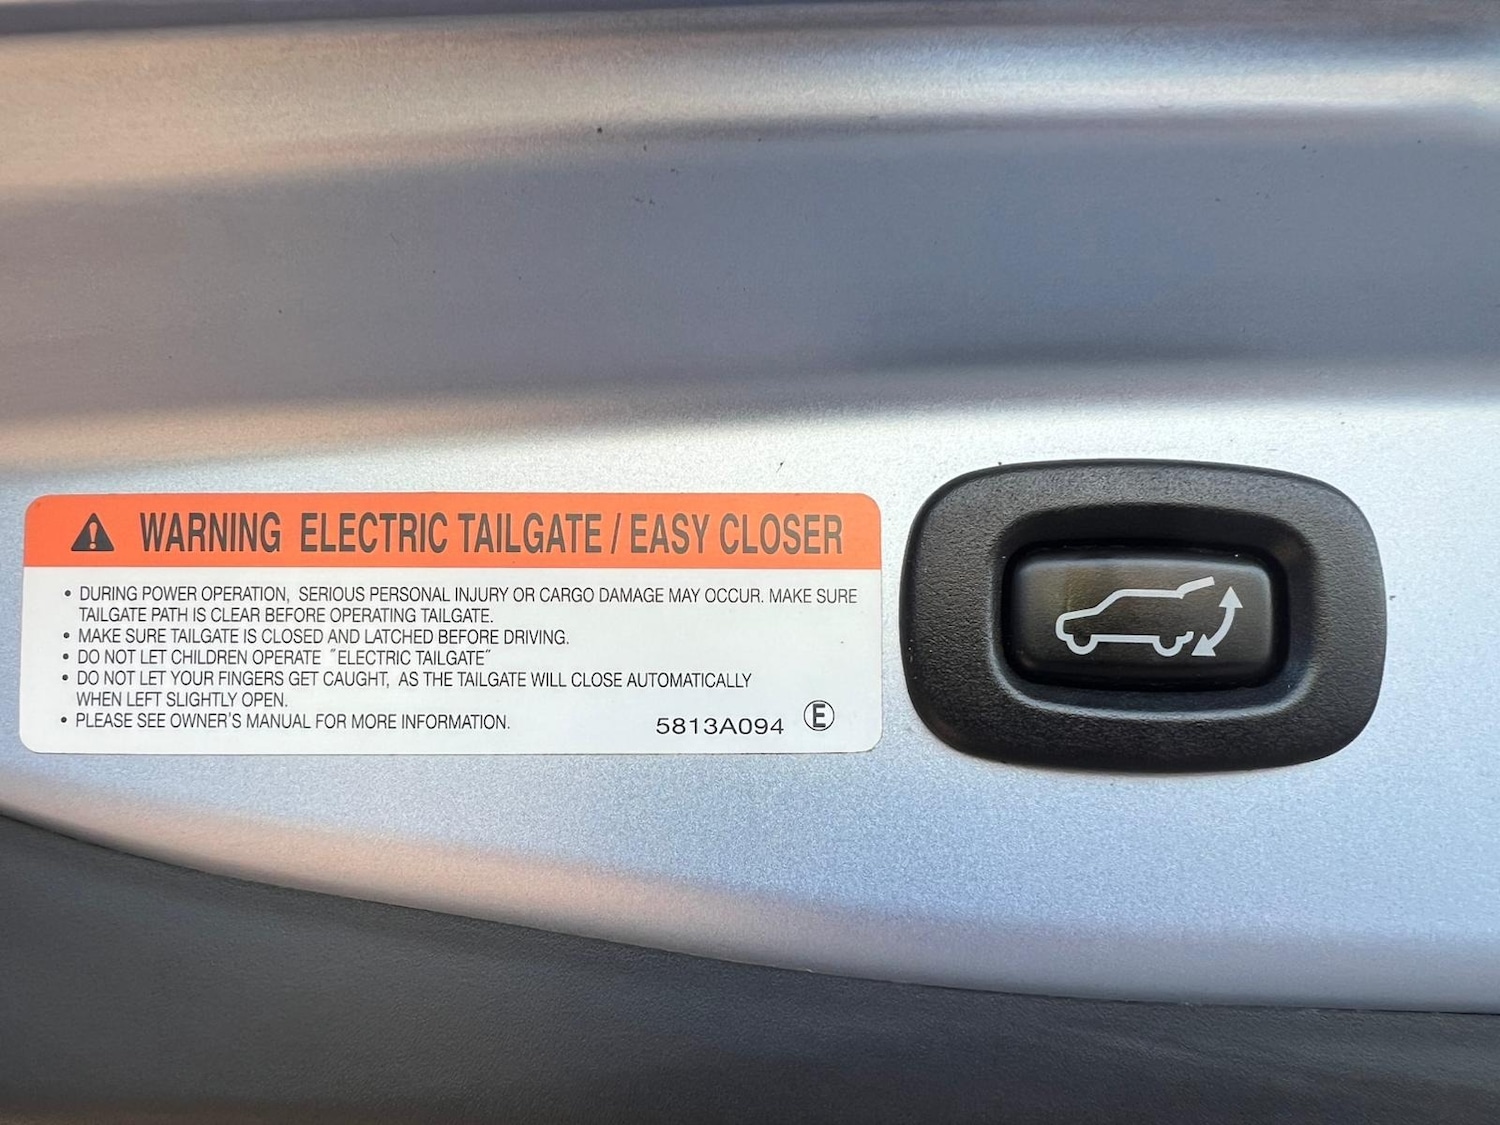 WARNING ELECTRIC TAILGATE / EASY CLOSER
• DURING POWER OPERATION, SERIOUS PERSONAL INJURY OR CARGO DAMAGE MAY OCCUR. MAKE SURE
TAILGATE PATH IS CLEAR BEFORE OPERATING TAILGATE.
• MAKE SURE TAILGATE IS CLOSED AND LATCHED BEFORE DRIVING.
• DO NOT LET CHILDREN OPERATE ″ELECTRIC TAILGATE″
• DO NOT LET YOUR FINGERS GET CAUGHT, AS THE TAILGATE WILL CLOSE AUTOMATICALLY
WHEN LEFT SLIGHTLY OPEN.
• PLEASE SEE OWNER'S MANUAL FOR MORE INFORMATION.
5813A094 Ⓔ